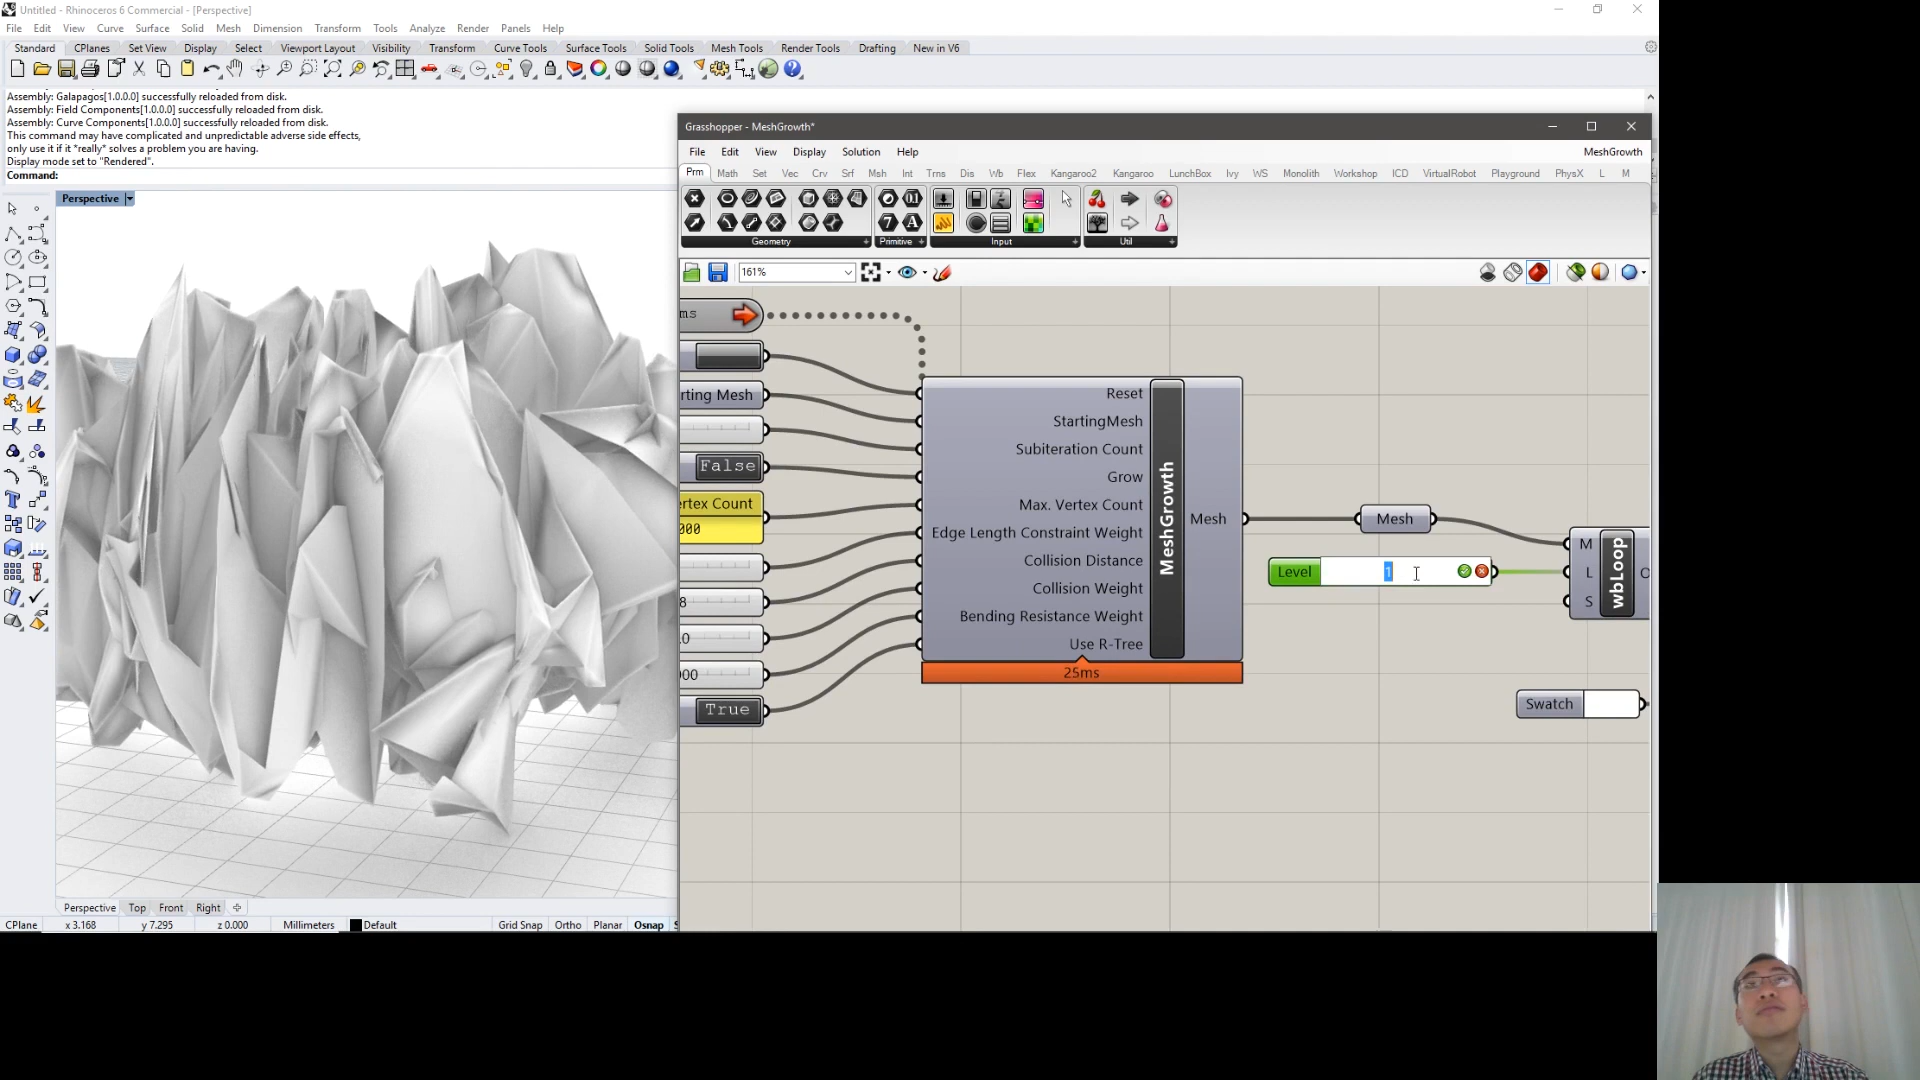 Untitled - Rhinoceros 6 Commercial - [Perspective]
File Edit View Curve Surface Solid Mesh Dimension Transform Tools Analyze Render Panels Help
Standard CPlanes Set View Display Select Viewport Layout Visibility Transform Curve Tools Surface Tools Solid Tools Mesh Tools Render Tools Drafting New in V6
Assembly: Galapagos[1.0.0.0] successfully reloaded from disk.
Assembly: Field Components[1.0.0.0] successfully reloaded from disk.
Assembly: Curve Components[1.0.0.0] successfully reloaded from disk.
This command may have complicated and unpredictable adverse side effects,
only use it if it *really* solves a problem you are having.
Display mode set to "Rendered".
Command:
Perspective
Grasshopper - MeshGrowth*
File Edit View Display Solution Help MeshGrowth
Prm Math Set Vec Crv Srf Msh Int Trns Dis Wb Flex Kangaroo2 Kangaroo LunchBox Ivy WS Monolith Workshop ICD VirtualRobot Playground PhysX L M
Geometry Primitive Input Util
161%
ms
rting Mesh
False
ertex Count
000
8
.0
000
True
Reset
StartingMesh
Subiteration Count
Grow
Max. Vertex Count
Edge Length Constraint Weight
Collision Distance
Collision Weight
Bending Resistance Weight
Use R-Tree
MeshGrowth
Mesh
25ms
Mesh
Level 1
M
L
S
wbLoop
O
Swatch
Perspective Top Front Right
CPlane x 3.168 y 7.295 z 0.000 Millimeters Default Grid Snap Ortho Planar Osnap S